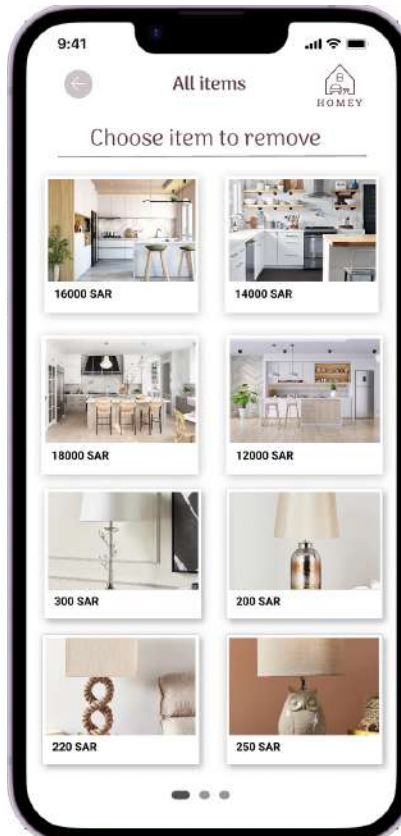 9:41
All items
HOMEY
Choose item to remove
16000 SAR
14000 SAR
18000 SAR
12000 SAR
300 SAR
200 SAR
220 SAR
250 SAR